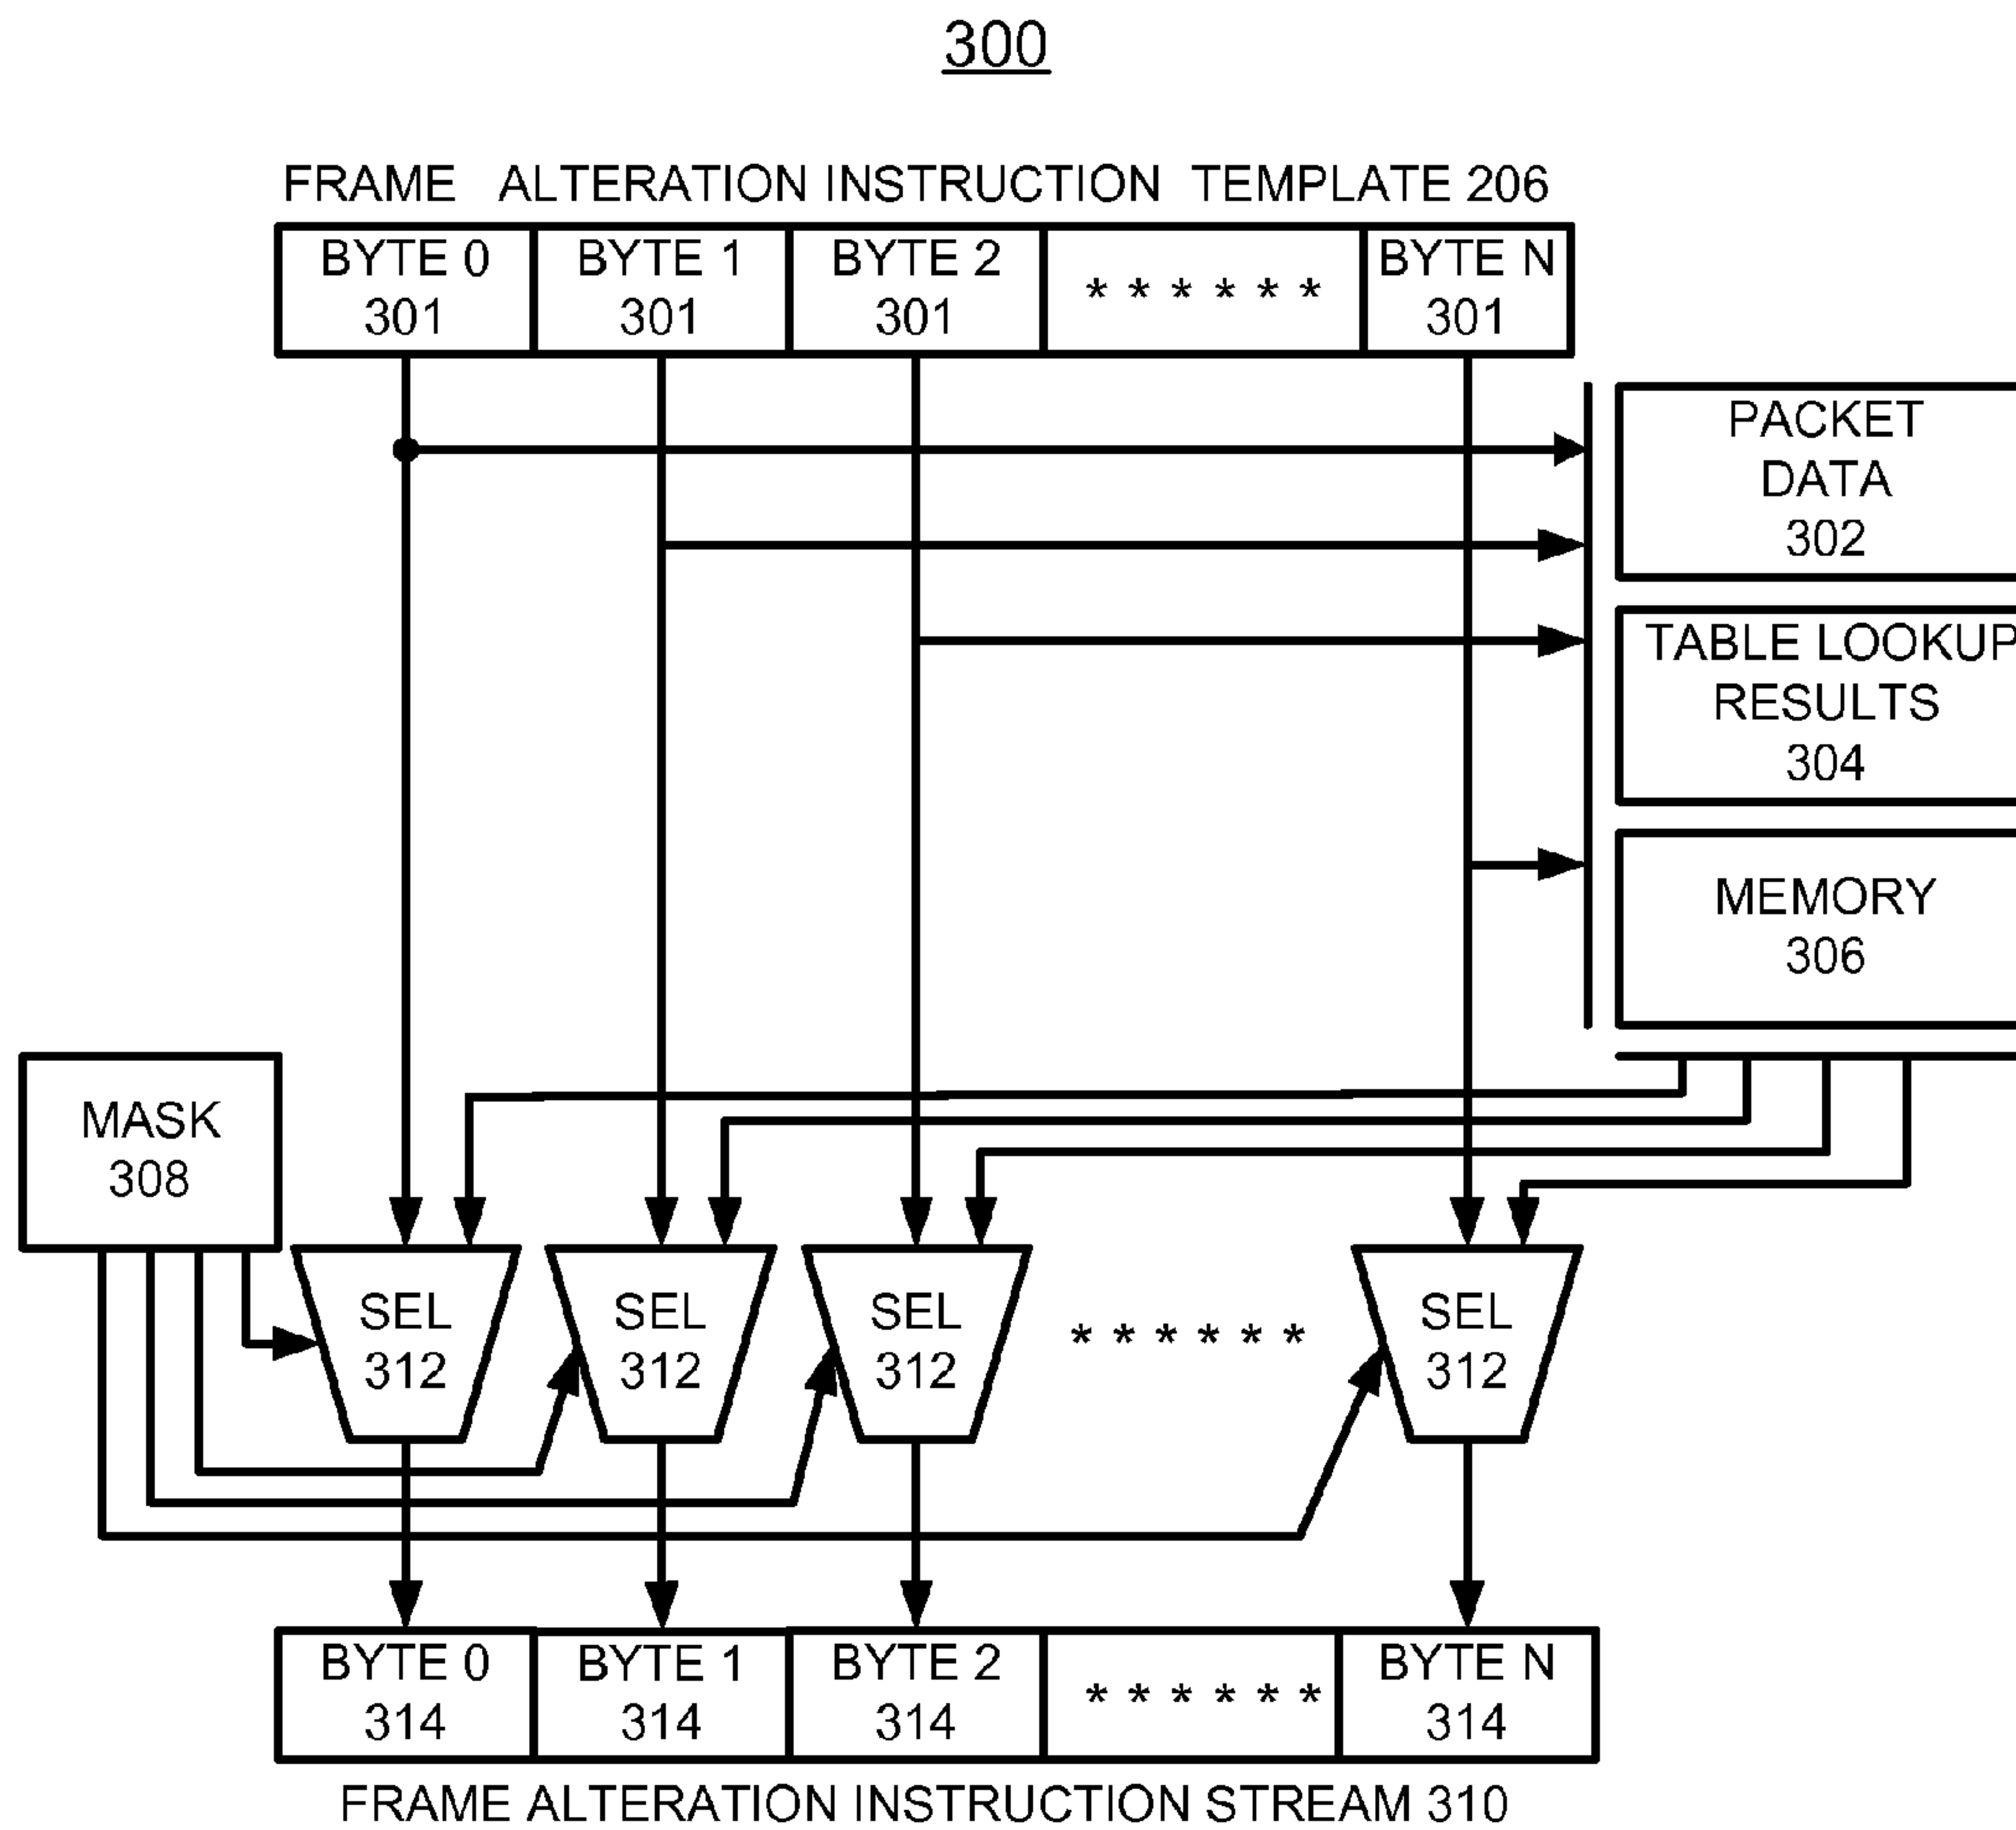 300
FRAME ALTERATION INSTRUCTION TEMPLATE 206
BYTE 0
301
BYTE 1
301
BYTE 2
301
* * * * * *
BYTE N
301
PACKET
DATA
302
TABLE LOOKUP
RESULTS
304
MEMORY
306
MASK
308
SEL
312
SEL
312
SEL
312
* * * * * *
SEL
312
BYTE 0
314
BYTE 1
314
BYTE 2
314
* * * * * *
BYTE N
314
FRAME ALTERATION INSTRUCTION STREAM 310